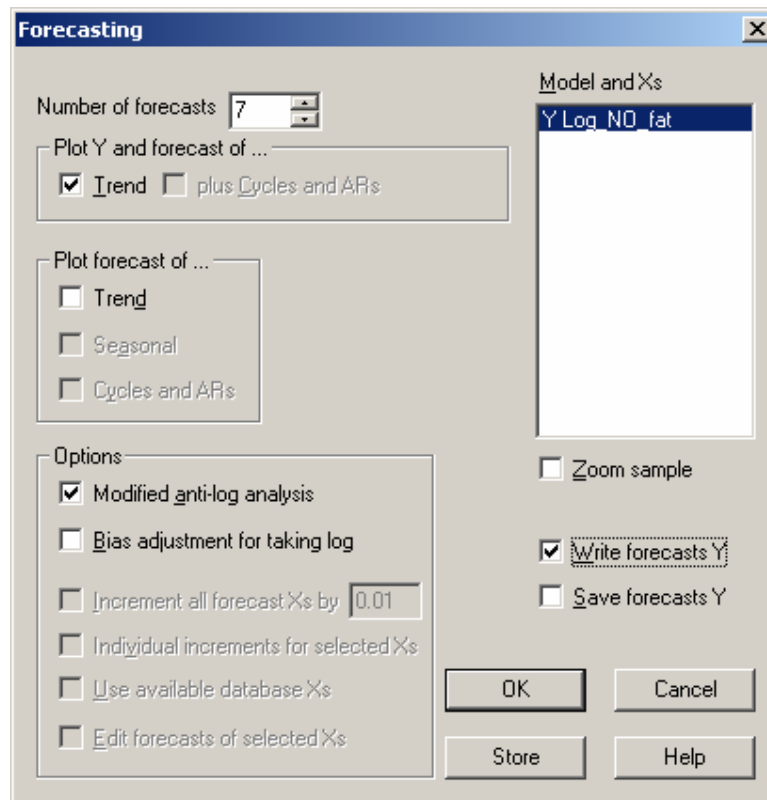 Forecasting
Number of forecasts 7
Plot Y and forecast of ...
Trend plus Cycles and ARs
Plot forecast of ...
Trend
Seasonal
Cycles and ARs
Options
Modified anti-log analysis
Bias adjustment for taking log
Increment all forecast Xs by 0.01
Individual increments for selected Xs
Use available database Xs
Edit forecasts of selected Xs
Model and Xs
Y Log_NO_fat
Zoom sample
Write forecasts Y
Save forecasts Y
OK Cancel
Store Help